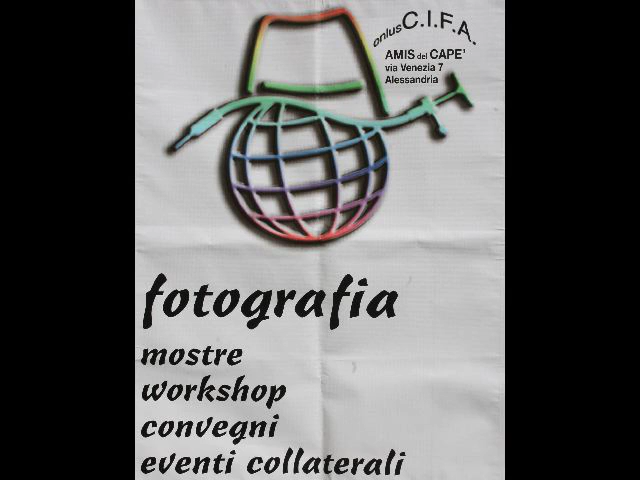 onlus C.I.F.A.
AMIS del CAPE'
via Venezia 7
Alessandria
fotografia
mostre
workshop
convegni
eventi collaterali